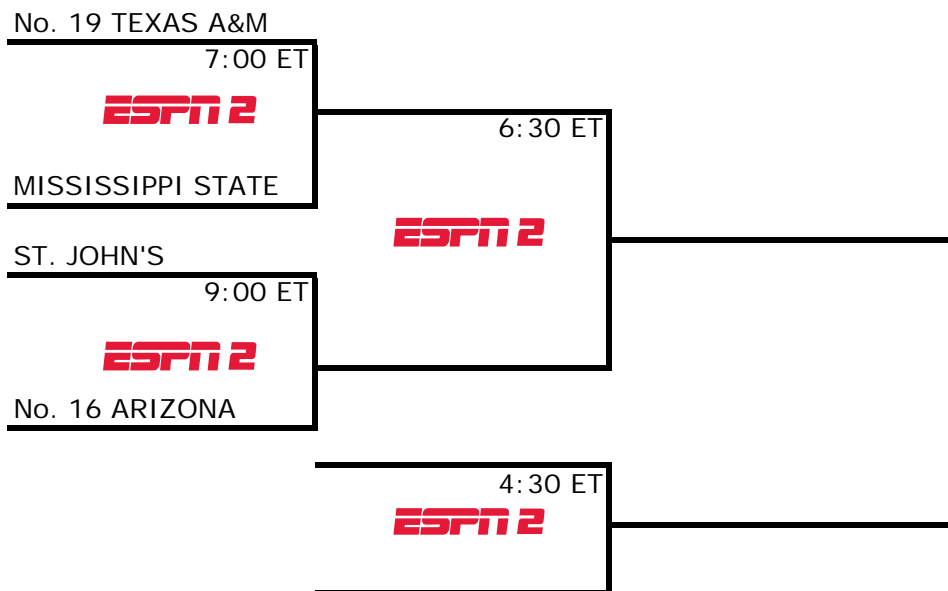 No. 19 TEXAS A&M
7:00 ET
ESPN 2
MISSISSIPPI STATE
6:30 ET
ESPN 2
ST. JOHN'S
9:00 ET
ESPN 2
No. 16 ARIZONA
4:30 ET
ESPN 2